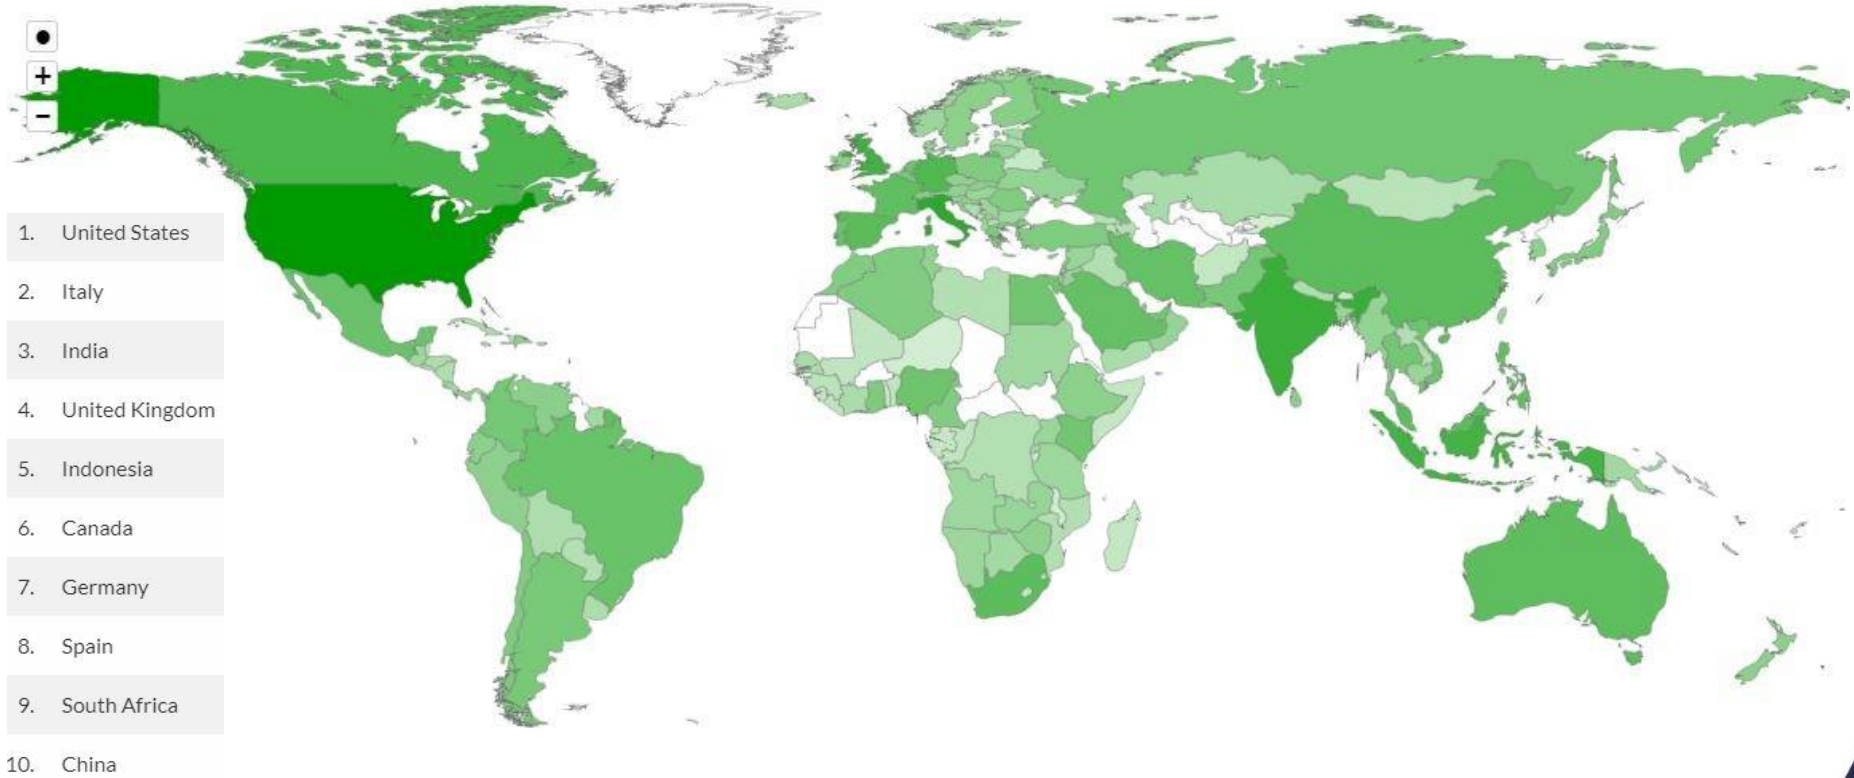 +
−
1. United States
2. Italy
3. India
4. United Kingdom
5. Indonesia
6. Canada
7. Germany
8. Spain
9. South Africa
10. China